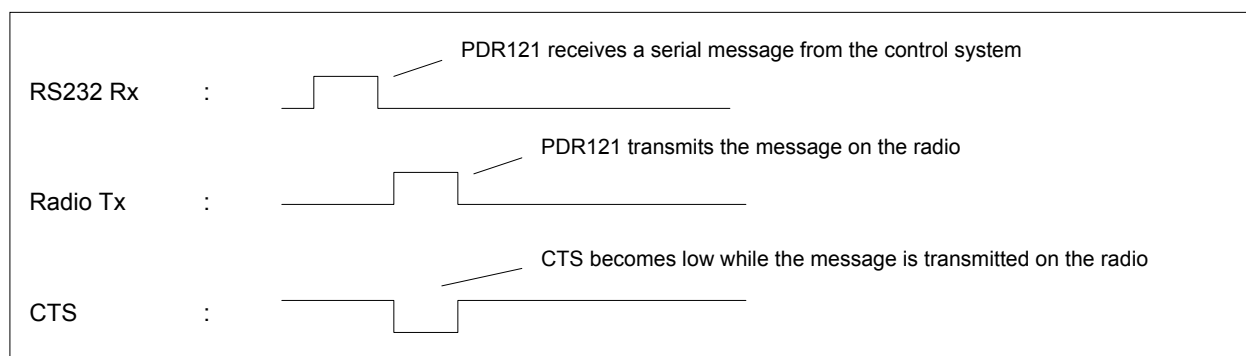 PDR121 receives a serial message from the control system
RS232 Rx :
PDR121 transmits the message on the radio
Radio Tx :
CTS becomes low while the message is transmitted on the radio
CTS :